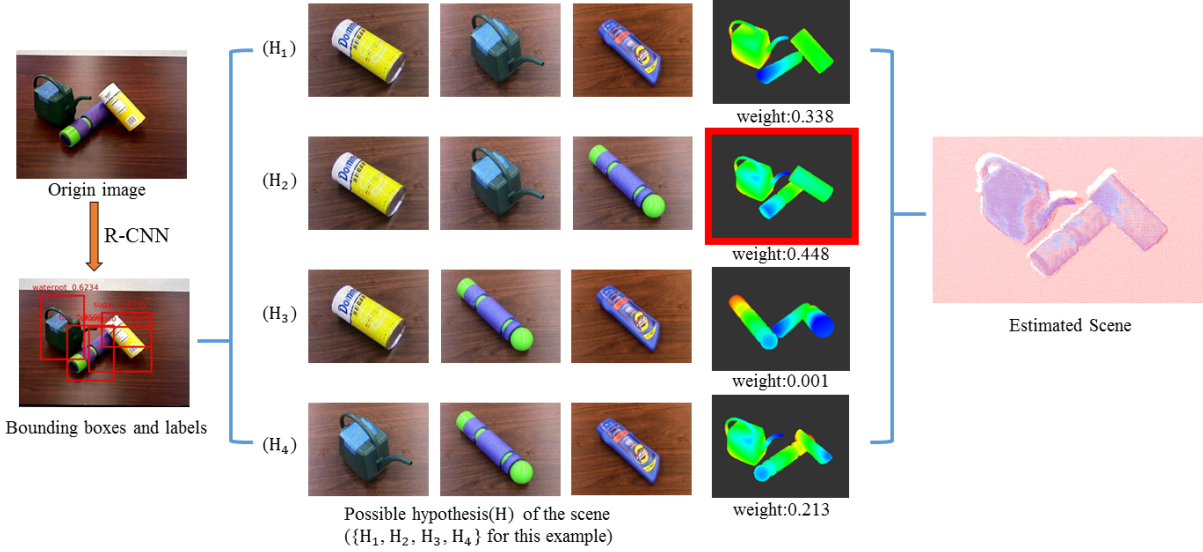 Origin image
R-CNN
waterpot 0.6234
Bounding boxes and labels
(H₁)
weight:0.338
(H₂)
weight:0.448
(H₃)
weight:0.001
(H₄)
weight:0.213
Possible hypothesis(H) of the scene
({H₁, H₂, H₃, H₄} for this example)
Estimated Scene